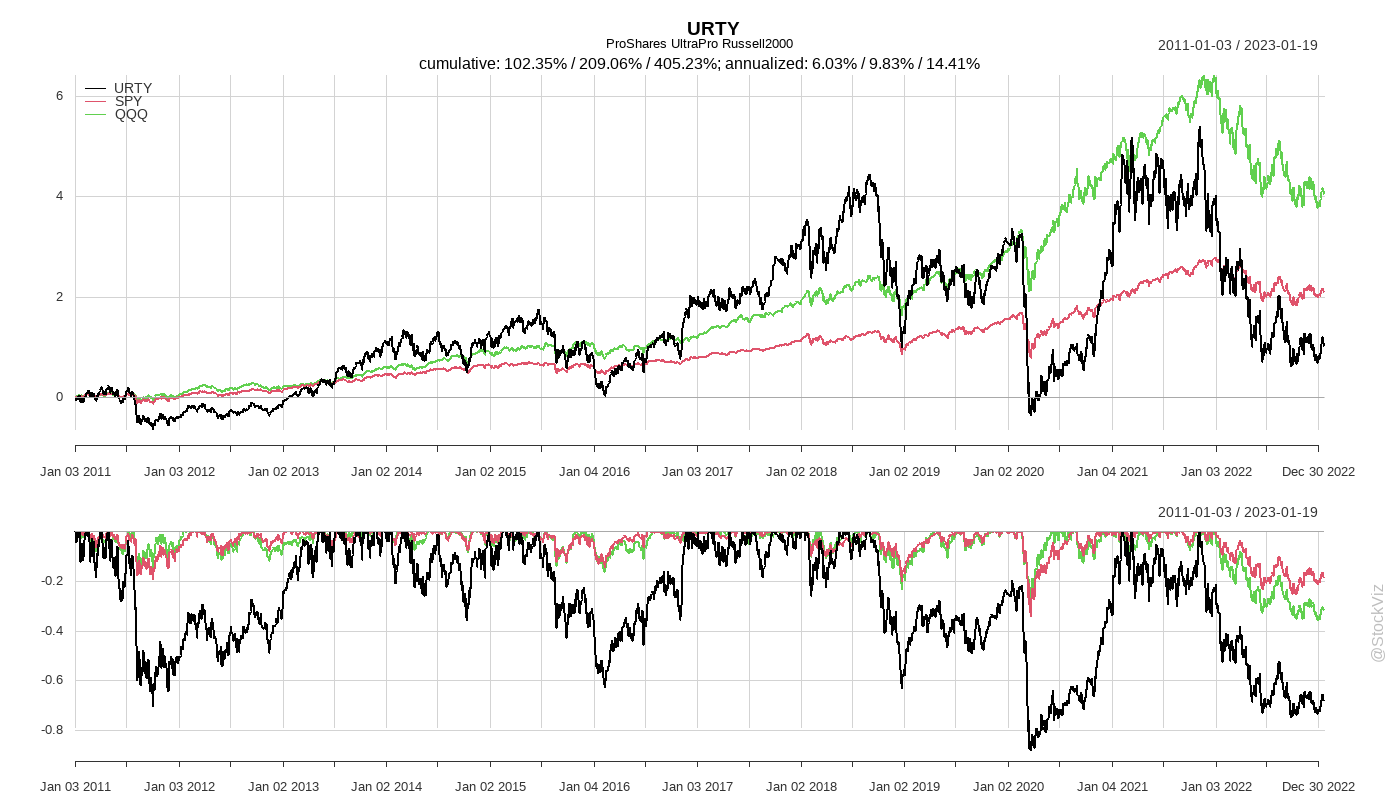 URTY
ProShares UltraPro Russell2000
2011-01-03 / 2023-01-19
cumulative: 102.35% / 209.06% / 405.23%; annualized: 6.03% / 9.83% / 14.41%
URTY
SPY
QQQ
6
4
2
0
Jan 03 2011 Jan 03 2012 Jan 02 2013 Jan 02 2014 Jan 02 2015 Jan 04 2016 Jan 03 2017 Jan 02 2018 Jan 02 2019 Jan 02 2020 Jan 04 2021 Jan 03 2022 Dec 30 2022
2011-01-03 / 2023-01-19
-0.2
-0.4
-0.6
-0.8
Jan 03 2011 Jan 03 2012 Jan 02 2013 Jan 02 2014 Jan 02 2015 Jan 04 2016 Jan 03 2017 Jan 02 2018 Jan 02 2019 Jan 02 2020 Jan 04 2021 Jan 03 2022 Dec 30 2022
@StockViz